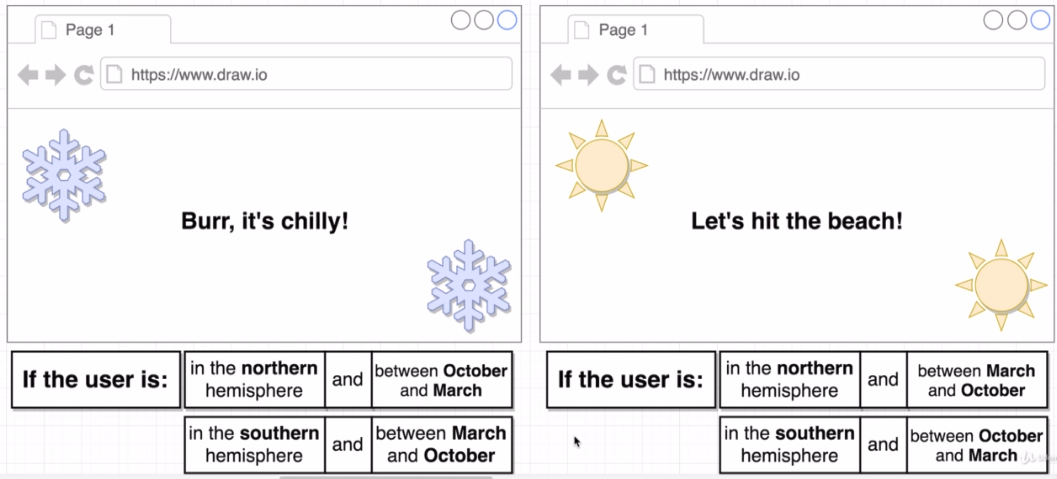 Page 1
https://www.draw.io
Burr, it's chilly!
If the user is:
in the northern
hemisphere
and
between October
and March
in the southern
hemisphere
and
between March
and October
Page 1
https://www.draw.io
Let's hit the beach!
If the user is:
in the northern
hemisphere
and
between March
and October
in the southern
hemisphere
and
between October
and March